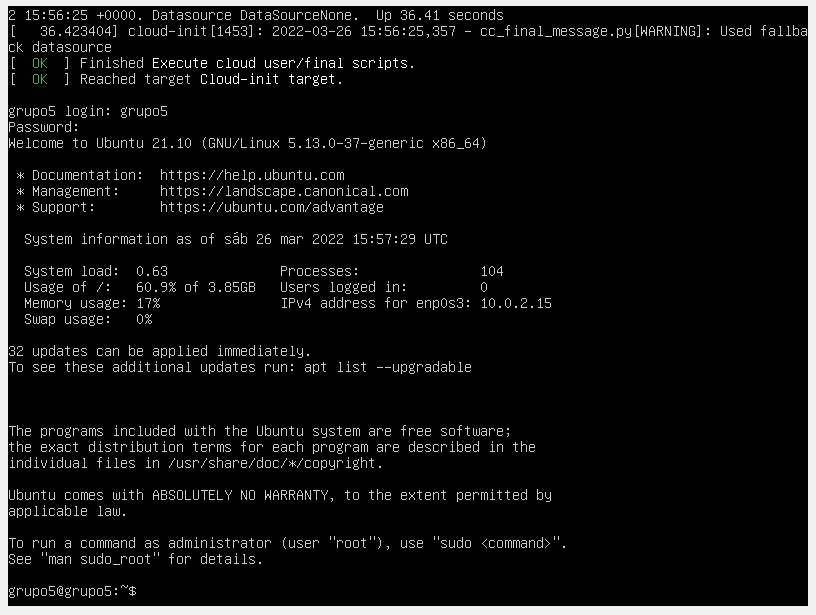 2 15:56:25 +0000. Datasource DataSourceNone.  Up 36.41 seconds
[   36.423404] cloud-init[1453]: 2022-03-26 15:56:25,357 - cc_final_message.py[WARNING]: Used fallba
ck datasource
[  OK  ] Finished Execute cloud user/final scripts.
[  OK  ] Reached target Cloud-init target.
grupo5 login: grupo5
Password:
Welcome to Ubuntu 21.10 (GNU/Linux 5.13.0-37-generic x86_64)
 * Documentation:  https://help.ubuntu.com
 * Management:     https://landscape.canonical.com
 * Support:        https://ubuntu.com/advantage
  System information as of sáb 26 mar 2022 15:57:29 UTC
  System load:  0.63              Processes:               104
  Usage of /:   60.9% of 3.85GB   Users logged in:         0
  Memory usage: 17%               IPv4 address for enp0s3: 10.0.2.15
  Swap usage:   0%
32 updates can be applied immediately.
To see these additional updates run: apt list --upgradable
The programs included with the Ubuntu system are free software;
the exact distribution terms for each program are described in the
individual files in /usr/share/doc/*/copyright.
Ubuntu comes with ABSOLUTELY NO WARRANTY, to the extent permitted by
applicable law.
To run a command as administrator (user "root"), use "sudo <command>".
See "man sudo_root" for details.
grupo5@grupo5:~$